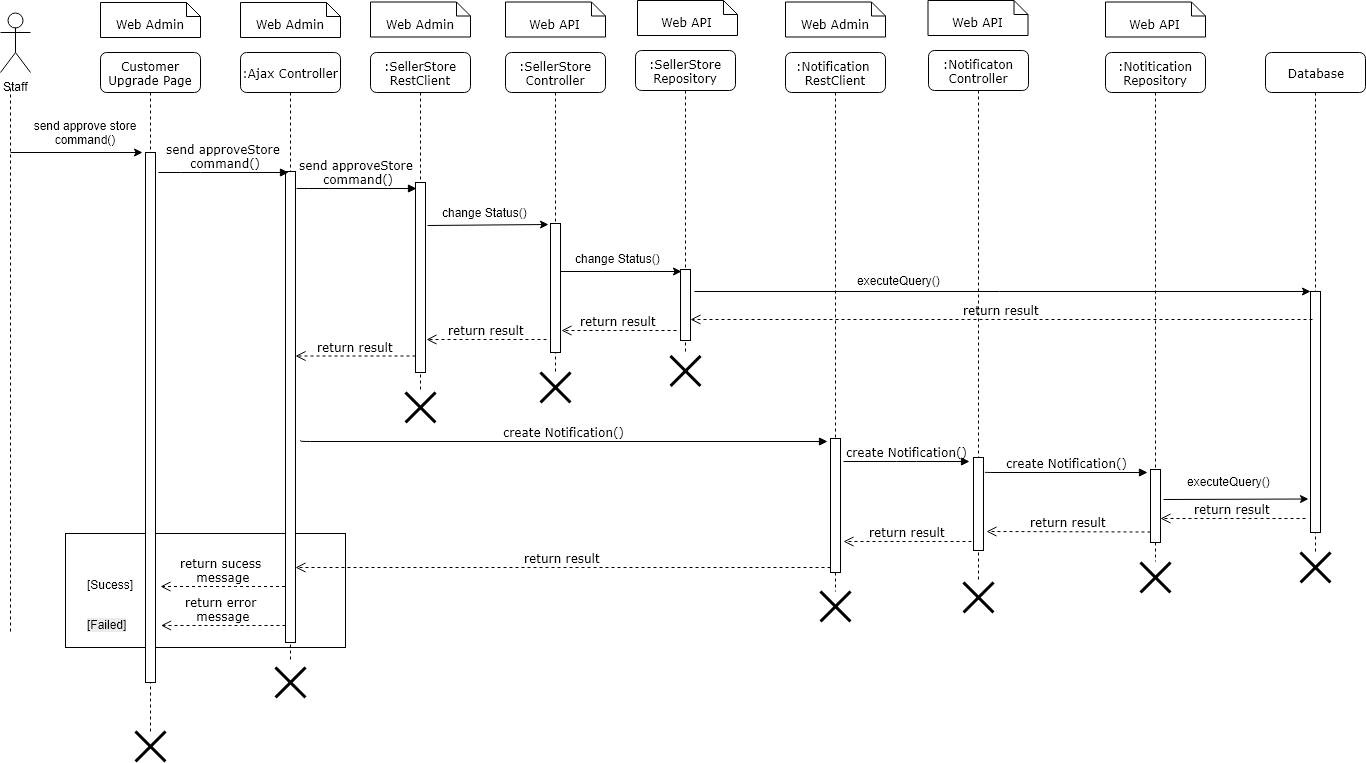 Web Admin
Web Admin
Web Admin
Web API
Web API
Web Admin
Web API
Web API
Staff
Customer
Upgrade Page
:Ajax Controller
:SellerStore
RestClient
:SellerStore
Controller
:SellerStore
Repository
:Notification
RestClient
:Notificaton
Controller
:Notitication
Repository
Database
send approve store
command()
send approveStore
command()
send approveStore
command()
change Status()
change Status()
executeQuery()
return result
return result
return result
return result
create Notification()
create Notification()
create Notification()
executeQuery()
return result
return result
return result
return result
[Sucess]
return sucess
message
[Failed]
return error
message